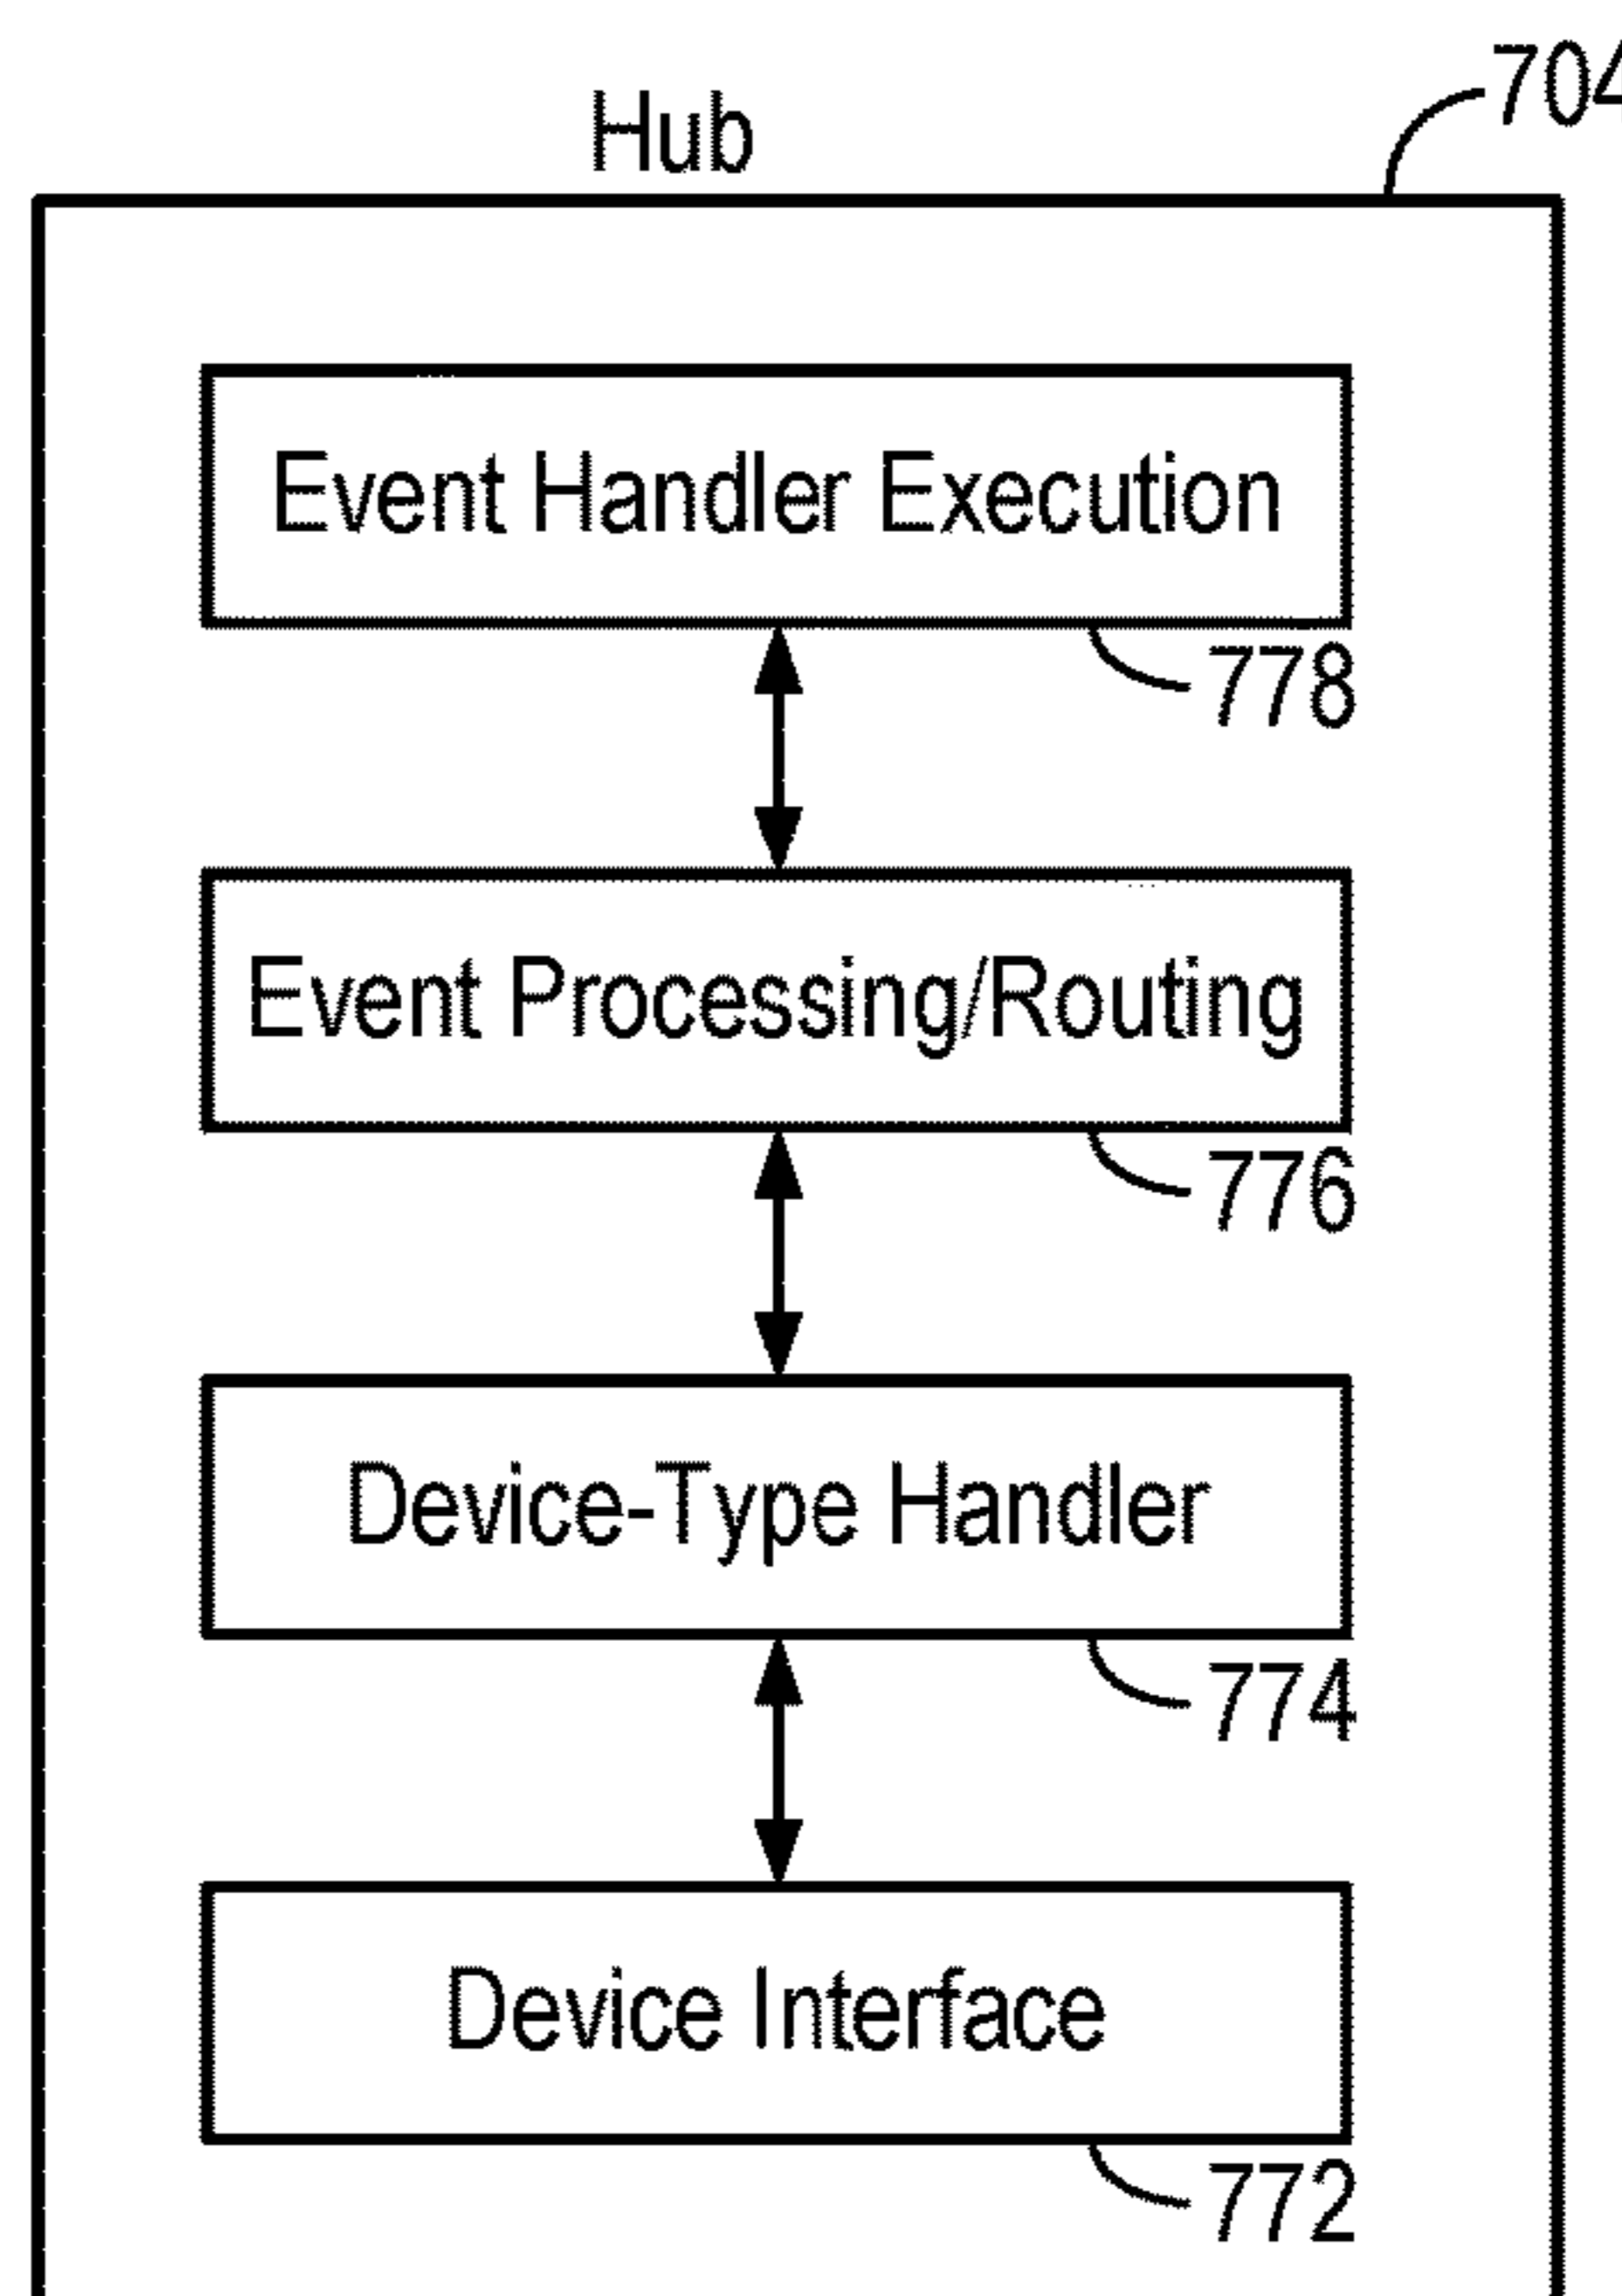 704
Hub
Event Handler Execution
778
Event Processing/Routing
776
Device-Type Handler
774
Device Interface
772